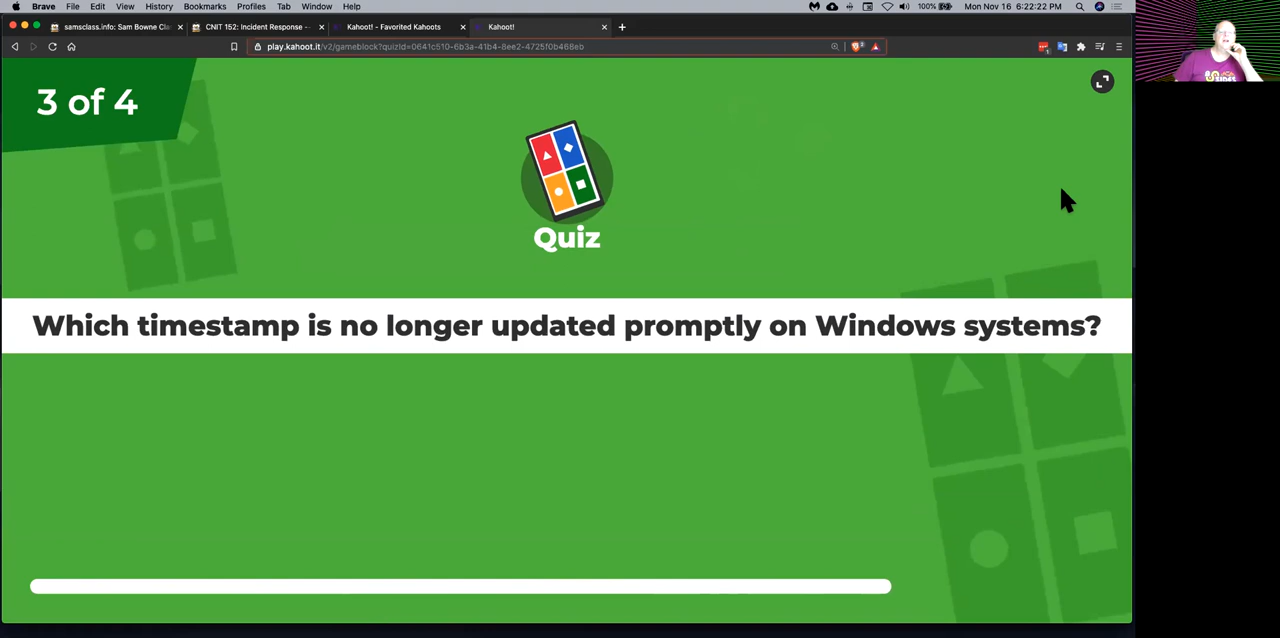 Brave File Edit View History Bookmarks Profiles Tab Window Help
100% Mon Nov 16 6:22:22 PM
samsclass.info: Sam Bowne Cla
CNIT 152: Incident Response -
Kahoot! - Favorited Kahoots
Kahoot!
play.kahoot.it/v2/gameblock?quizId=0641c510-6b3a-41b4-8ee2-4725f0b468eb
3 of 4
Quiz
Which timestamp is no longer updated promptly on Windows systems?